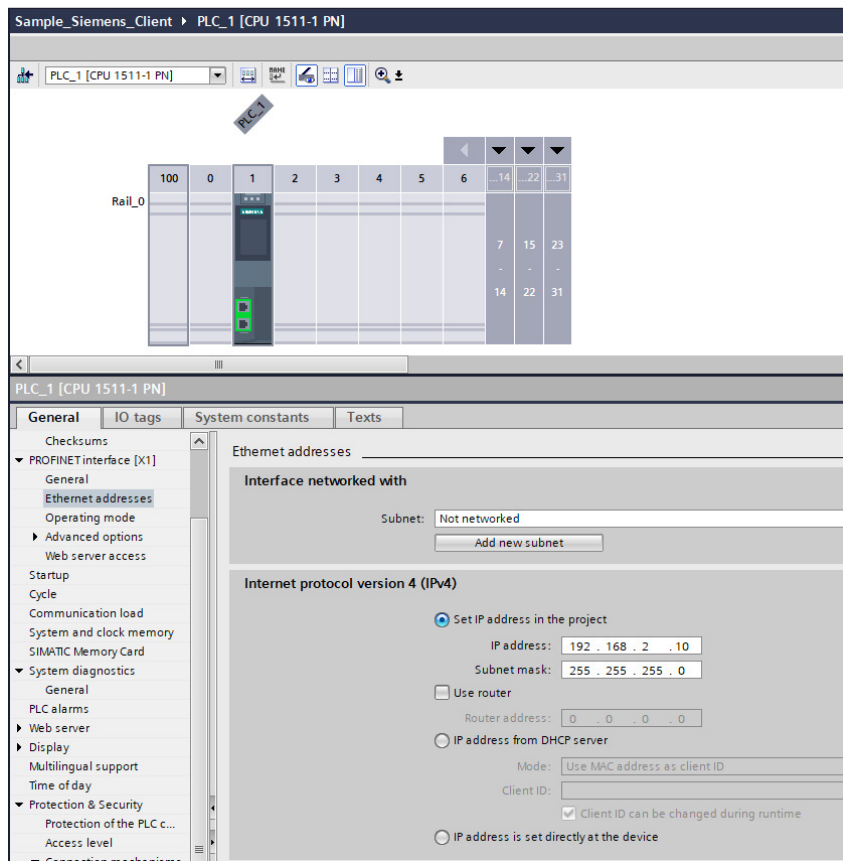 Sample_Siemens_Client ▸ PLC_1 [CPU 1511-1 PN]
PLC_1 [CPU 1511-1 PN]
PLC_1
100 0 1 2 3 4 5 6 ...14 ...22 ...31
Rail_0
SIEMENS
7 15 23
- - -
14 22 31
PLC_1 [CPU 1511-1 PN]
General IO tags System constants Texts
Checksums
PROFINET interface [X1]
General
Ethernet addresses
Operating mode
Advanced options
Web server access
Startup
Cycle
Communication load
System and clock memory
SIMATIC Memory Card
System diagnostics
General
PLC alarms
Web server
Display
Multilingual support
Time of day
Protection & Security
Protection of the PLC c...
Access level
Connection mechanisms
Ethernet addresses
Interface networked with
Subnet: Not networked
Add new subnet
Internet protocol version 4 (IPv4)
Set IP address in the project
IP address: 192 . 168 . 2 . 10
Subnet mask: 255 . 255 . 255 . 0
Use router
Router address: 0 . 0 . 0 . 0
IP address from DHCP server
Mode: Use MAC address as client ID
Client ID:
Client ID can be changed during runtime
IP address is set directly at the device